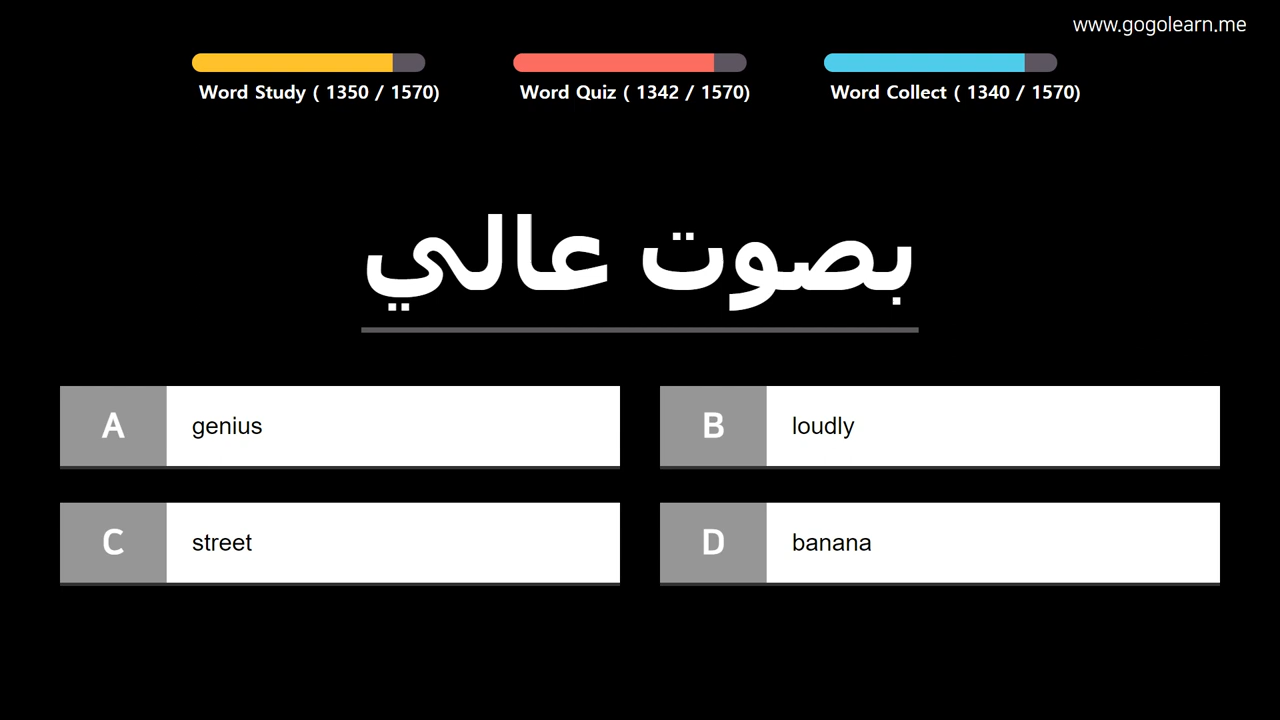 www.gogolearn.me
Word Study ( 1350 / 1570)
Word Quiz ( 1342 / 1570)
Word Collect ( 1340 / 1570)
بصوت عالي
A genius
B loudly
C street
D banana